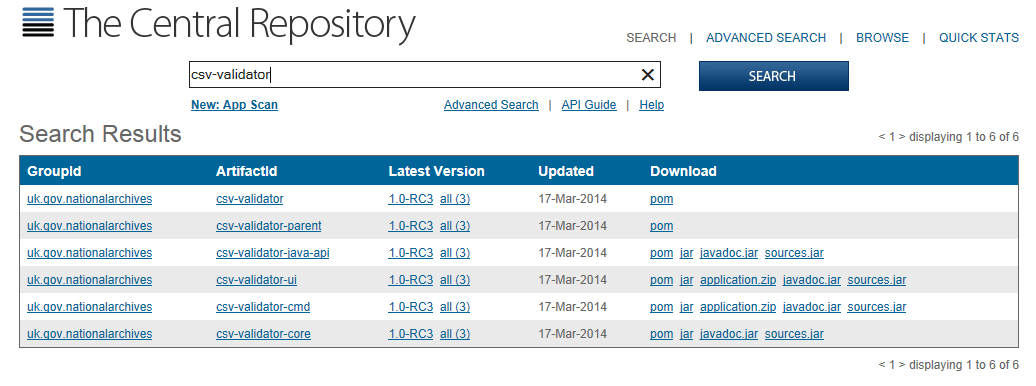 The Central Repository
SEARCH | ADVANCED SEARCH | BROWSE | QUICK STATS
csv-validator ✕ SEARCH
New: App Scan Advanced Search | API Guide | Help
Search Results
< 1 > displaying 1 to 6 of 6
GroupId ArtifactId Latest Version Updated Download
uk.gov.nationalarchives csv-validator 1.0-RC3 all (3) 17-Mar-2014 pom
uk.gov.nationalarchives csv-validator-parent 1.0-RC3 all (3) 17-Mar-2014 pom
uk.gov.nationalarchives csv-validator-java-api 1.0-RC3 all (3) 17-Mar-2014 pom jar javadoc.jar sources.jar
uk.gov.nationalarchives csv-validator-ui 1.0-RC3 all (3) 17-Mar-2014 pom jar application.zip javadoc.jar sources.jar
uk.gov.nationalarchives csv-validator-cmd 1.0-RC3 all (3) 17-Mar-2014 pom jar application.zip javadoc.jar sources.jar
uk.gov.nationalarchives csv-validator-core 1.0-RC3 all (3) 17-Mar-2014 pom jar javadoc.jar sources.jar
< 1 > displaying 1 to 6 of 6